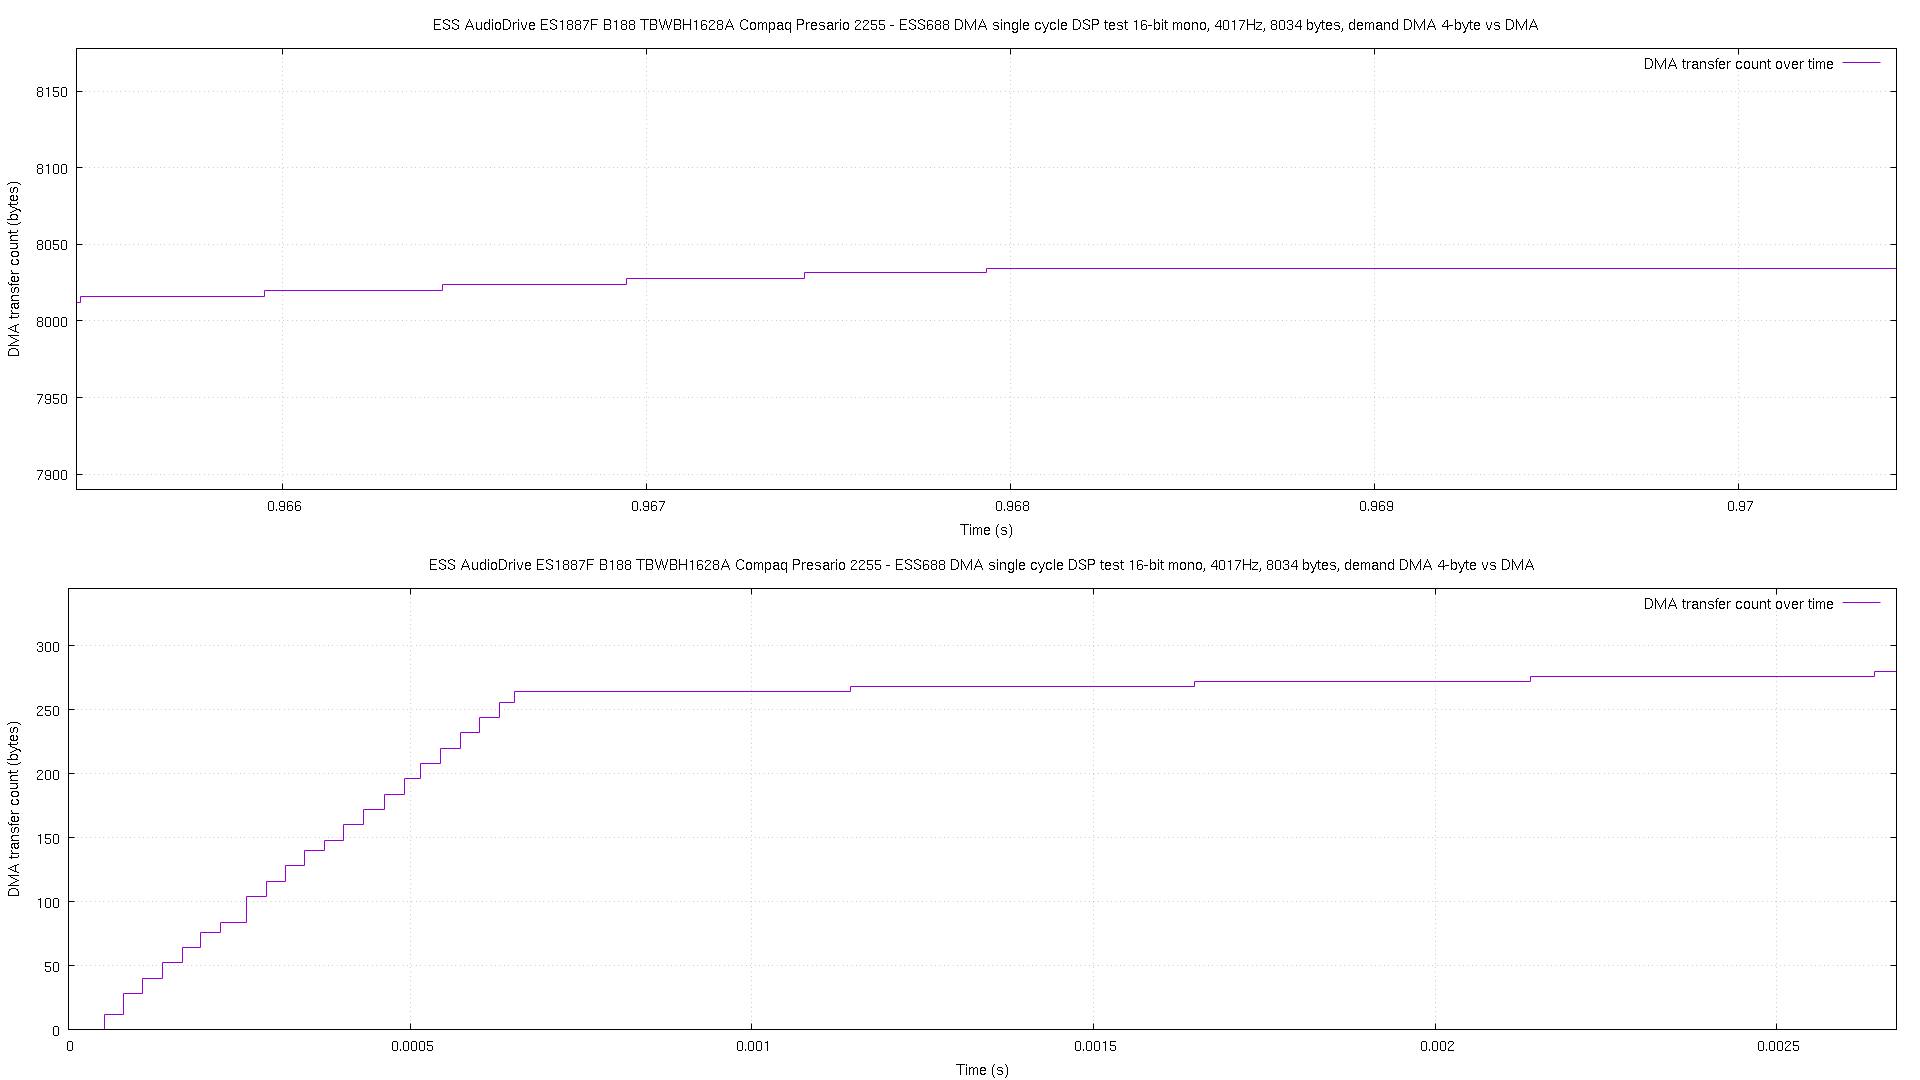 ESS AudioDrive ES1887F B188 TBWBH1628A Compaq Presario 2255 - ESS688 DMA single cycle DSP test 16-bit mono, 4017Hz, 8034 bytes, demand DMA 4-byte vs DMA
DMA transfer count over time
8150
8100
8050
8000
7950
7900
DMA transfer count (bytes)
0.966 0.967 0.968 0.969 0.97
Time (s)
ESS AudioDrive ES1887F B188 TBWBH1628A Compaq Presario 2255 - ESS688 DMA single cycle DSP test 16-bit mono, 4017Hz, 8034 bytes, demand DMA 4-byte vs DMA
DMA transfer count over time
300
250
200
150
100
50
0
DMA transfer count (bytes)
0 0.0005 0.001 0.0015 0.002 0.0025
Time (s)